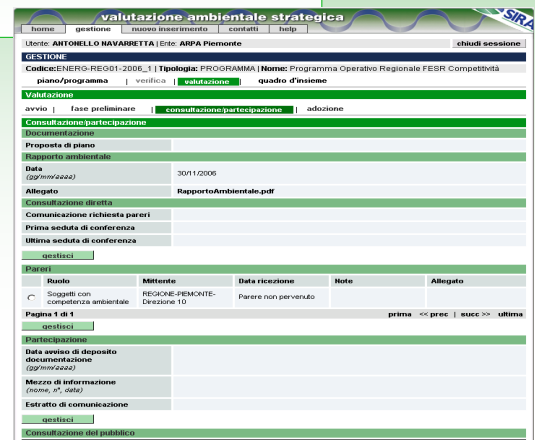 valutazione ambientale strategica
SIRA
home gestione nuovo inserimento contatti help
Utente: ANTONELLO NAVARRETTA | Ente: ARPA Piemonte chiudi sessione
GESTIONE
Codice:ENERG-REG01-2006_1 | Tipologia: PROGRAMMA | Nome: Programma Operativo Regionale FESR Competitività
piano/programma | verifica | valutazione | quadro d'insieme
Valutazione
avvio | fase preliminare | consultazione/partecipazione | adozione
Consultazione/partecipazione
Documentazione
Proposta di piano
Rapporto ambientale
Data
(gg/mm/aaaa)
30/11/2006
Allegato RapportoAmbientale.pdf
Consultazione diretta
Comunicazione richiesta pareri
Prima seduta di conferenza
Ultima seduta di conferenza
gestisci
Pareri
Ruolo Mittente Data ricezione Note Allegato
Soggetti con competenza ambientale REGIONE-PIEMONTE-Direzione 10 Parere non pervenuto
Pagina 1 di 1 prima << prec | succ >> ultima
gestisci
Partecipazione
Data avviso di deposito
documentazione
(gg/mm/aaaa)
Mezzo di informazione
(nome, n°, data)
Estratto di comunicazione
gestisci
Consultazione del pubblico